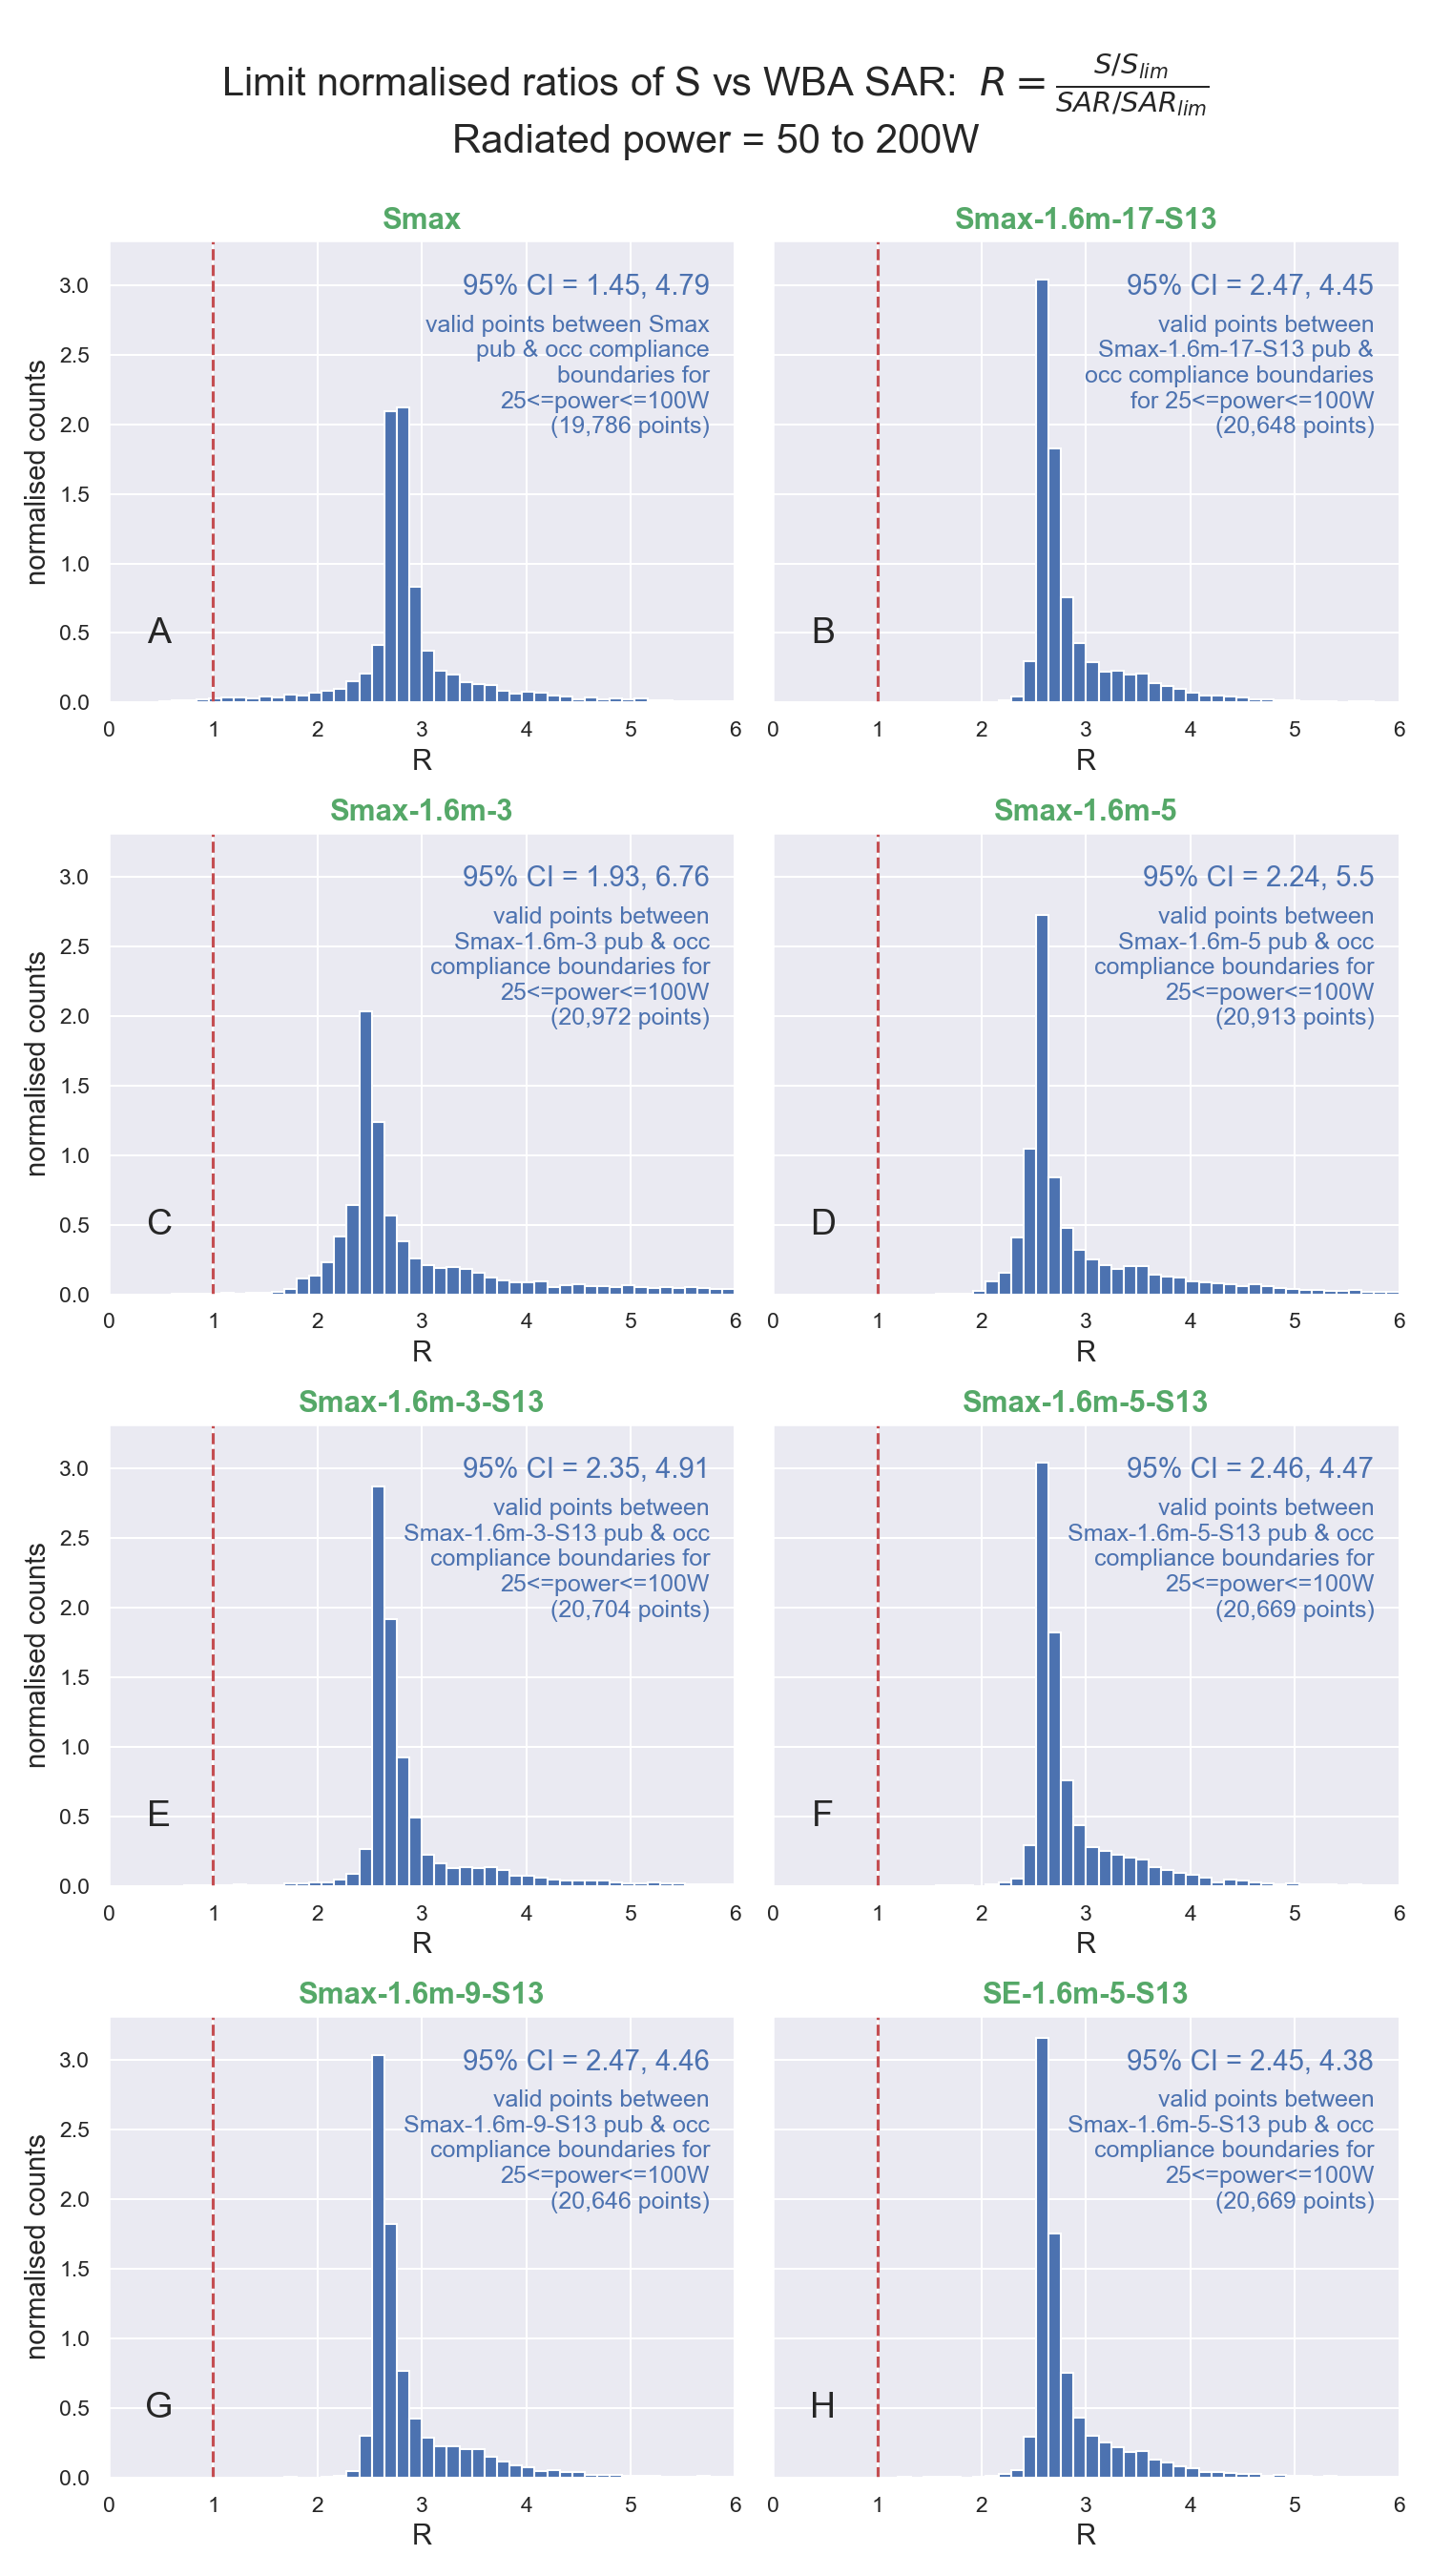 Limit normalised ratios of S vs WBA SAR: R = \frac{S/S_{lim}}{SAR/SAR_{lim}}
Radiated power = 50 to 200W
Smax
3.0
2.5
2.0
1.5
1.0
0.5
0.0
normalised counts
95% CI = 1.45, 4.79
valid points between Smax
pub & occ compliance
boundaries for
25<=power<=100W
(19,786 points)
A
0 1 2 3 4 5 6
R
Smax-1.6m-17-S13
95% CI = 2.47, 4.45
valid points between
Smax-1.6m-17-S13 pub &
occ compliance boundaries
for 25<=power<=100W
(20,648 points)
B
0 1 2 3 4 5 6
R
Smax-1.6m-3
3.0
2.5
2.0
1.5
1.0
0.5
0.0
normalised counts
95% CI = 1.93, 6.76
valid points between
Smax-1.6m-3 pub & occ
compliance boundaries for
25<=power<=100W
(20,972 points)
C
0 1 2 3 4 5 6
R
Smax-1.6m-5
95% CI = 2.24, 5.5
valid points between
Smax-1.6m-5 pub & occ
compliance boundaries for
25<=power<=100W
(20,913 points)
D
0 1 2 3 4 5 6
R
Smax-1.6m-3-S13
3.0
2.5
2.0
1.5
1.0
0.5
0.0
normalised counts
95% CI = 2.35, 4.91
valid points between
Smax-1.6m-3-S13 pub & occ
compliance boundaries for
25<=power<=100W
(20,704 points)
E
0 1 2 3 4 5 6
R
Smax-1.6m-5-S13
95% CI = 2.46, 4.47
valid points between
Smax-1.6m-5-S13 pub & occ
compliance boundaries for
25<=power<=100W
(20,669 points)
F
0 1 2 3 4 5 6
R
Smax-1.6m-9-S13
3.0
2.5
2.0
1.5
1.0
0.5
0.0
normalised counts
95% CI = 2.47, 4.46
valid points between
Smax-1.6m-9-S13 pub & occ
compliance boundaries for
25<=power<=100W
(20,646 points)
G
0 1 2 3 4 5 6
R
SE-1.6m-5-S13
95% CI = 2.45, 4.38
valid points between
Smax-1.6m-5-S13 pub & occ
compliance boundaries for
25<=power<=100W
(20,669 points)
H
0 1 2 3 4 5 6
R